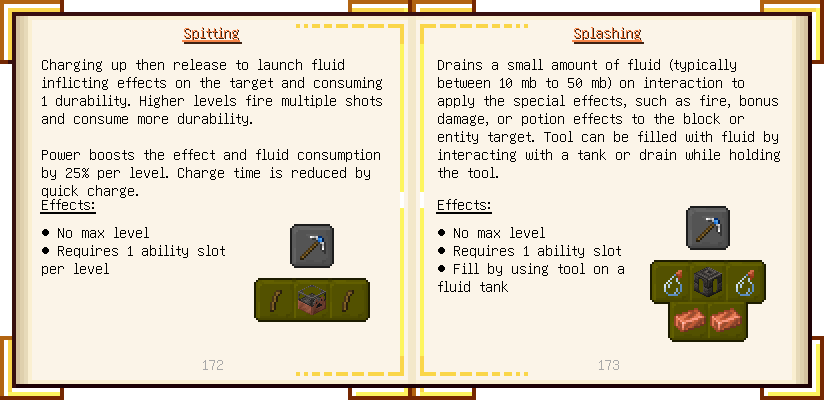 Spitting
Charging up then release to launch fluid
inflicting effects on the target and consuming
1 durability. Higher levels fire multiple shots
and consume more durability.
Power boosts the effect and fluid consumption
by 25% per level. Charge time is reduced by
quick charge.
Effects:
● No max level
● Requires 1 ability slot
per level
172
Splashing
Drains a small amount of fluid (typically
between 10 mb to 50 mb) on interaction to
apply the special effects, such as fire, bonus
damage, or potion effects to the block or
entity target. Tool can be filled with fluid by
interacting with a tank or drain while holding
the tool.
Effects:
● No max level
● Requires 1 ability slot
● Fill by using tool on a
fluid tank
173